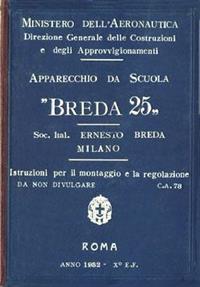 MINISTERO DELL'AERONAUTICA
Direzione Generale delle Costruzioni
e degli Approvvigionamenti
APPARECCHIO DA SCUOLA
"BREDA 25„
Soc. Ital. ERNESTO BREDA
MILANO
Istruzioni per il montaggio e la regolazione
DA NON DIVULGARE C.A.78
ROMA
ANNO 1932 - Xº E.F.